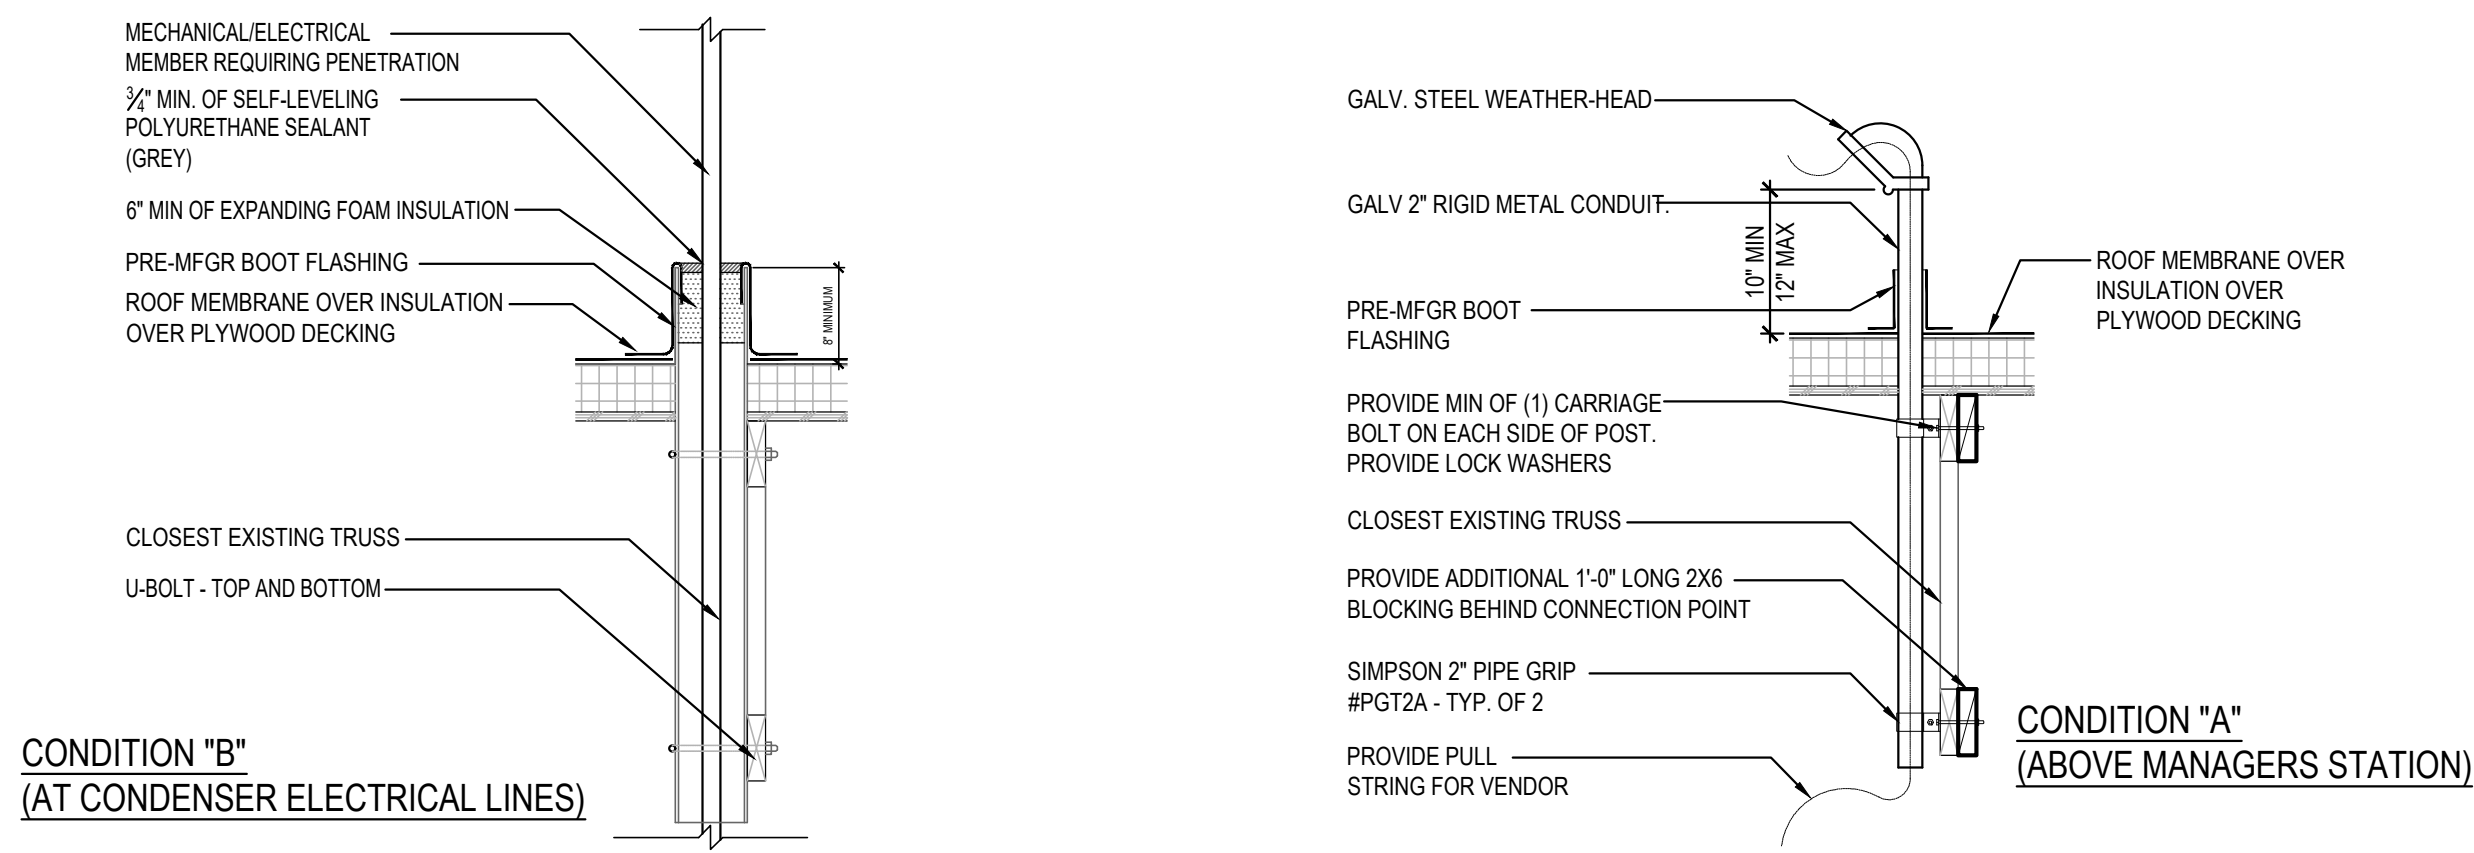 MECHANICAL/ELECTRICAL
MEMBER REQUIRING PENETRATION
3/4" MIN. OF SELF-LEVELING
POLYURETHANE SEALANT
(GREY)
6" MIN OF EXPANDING FOAM INSULATION
PRE-MFGR BOOT FLASHING
ROOF MEMBRANE OVER INSULATION
OVER PLYWOOD DECKING
8" MINIMUM
CLOSEST EXISTING TRUSS
U-BOLT - TOP AND BOTTOM
CONDITION "B"
(AT CONDENSER ELECTRICAL LINES)
GALV. STEEL WEATHER-HEAD
GALV 2" RIGID METAL CONDUIT.
10" MIN
12" MAX
PRE-MFGR BOOT
FLASHING
ROOF MEMBRANE OVER
INSULATION OVER
PLYWOOD DECKING
PROVIDE MIN OF (1) CARRIAGE
BOLT ON EACH SIDE OF POST.
PROVIDE LOCK WASHERS
CLOSEST EXISTING TRUSS
PROVIDE ADDITIONAL 1'-0" LONG 2X6
BLOCKING BEHIND CONNECTION POINT
SIMPSON 2" PIPE GRIP
#PGT2A - TYP. OF 2
PROVIDE PULL
STRING FOR VENDOR
CONDITION "A"
(ABOVE MANAGERS STATION)